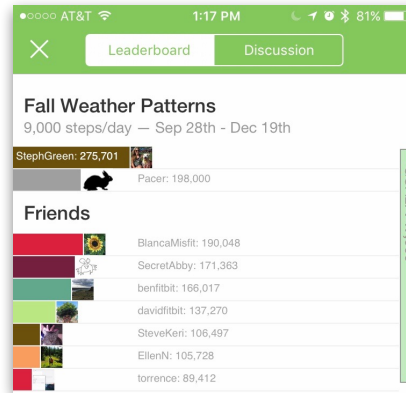 AT&T 1:17 PM 81%
Leaderboard Discussion
Fall Weather Patterns
9,000 steps/day — Sep 28th - Dec 19th
StephGreen: 275,701
Pacer: 198,000
Friends
BlancaMisfit: 190,048
SecretAbby: 171,363
benfitbit: 166,017
davidfitbit: 137,270
SteveKeri: 106,497
EllenN: 105,728
torrence: 89,412